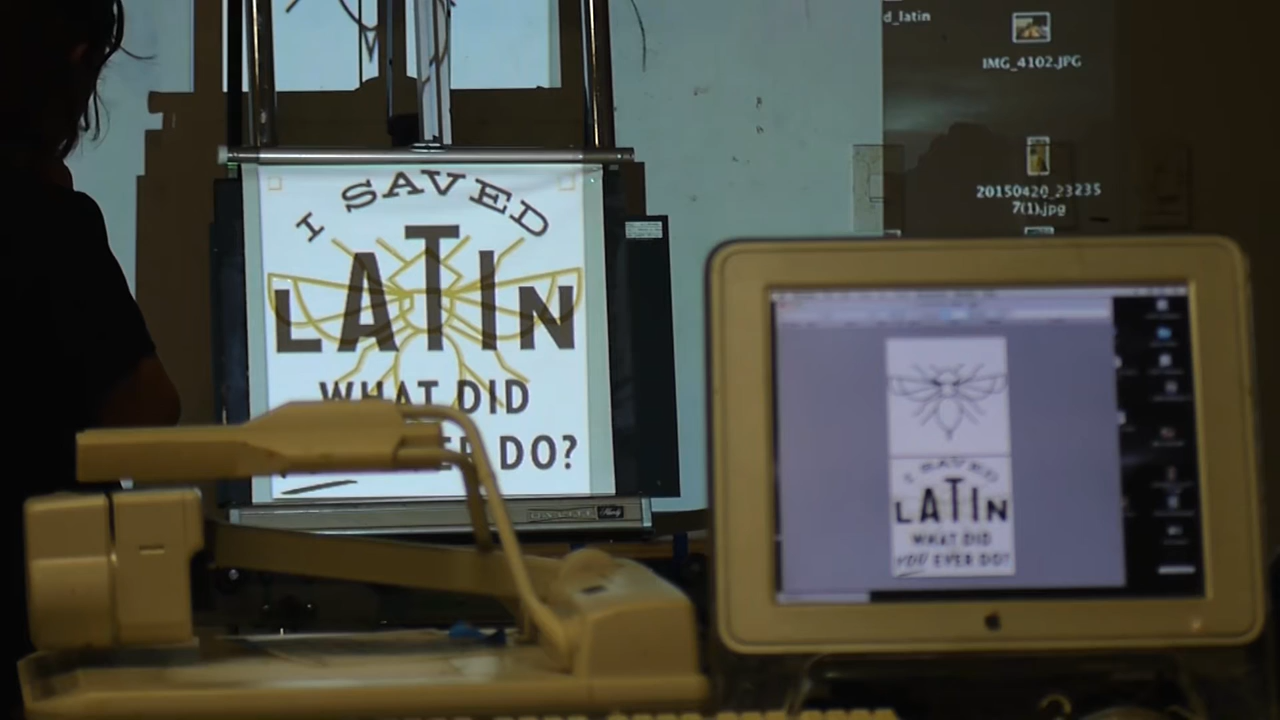 d_latin
IMG_4102.JPG
20150420_23235
7(1).jpg
I SAVED
LATIN
WHAT DID
ER DO?
I SAVED
LATIN
WHAT DID
YOU EVER DO?